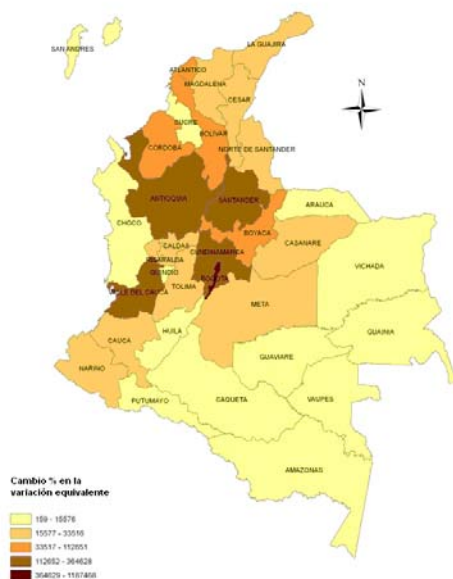 SAN ANDRES
LA GUAJIRA
ATLANTICO
MAGDALENA
N
CESAR
SUCRE
BOLIVAR
CORDOBA
NORTE DE SANTANDER
ANTIOQUIA
SANTANDER
ARAUCA
CHOCO
BOYACA
CALDAS
CASANARE
CUNDINAMARCA
RISARALDA
VICHADA
QUINDIO
BOGOTA
VALLE DEL CAUCA
TOLIMA
META
GUAINIA
HUILA
CAUCA
GUAVIARE
NARIÑO
PUTUMAYO
CAQUETA
VAUPES
AMAZONAS
Cambio % en la
variación equivalente
159 - 15576
15577 - 33516
33517 - 112651
112652 - 364628
364629 - 1187468